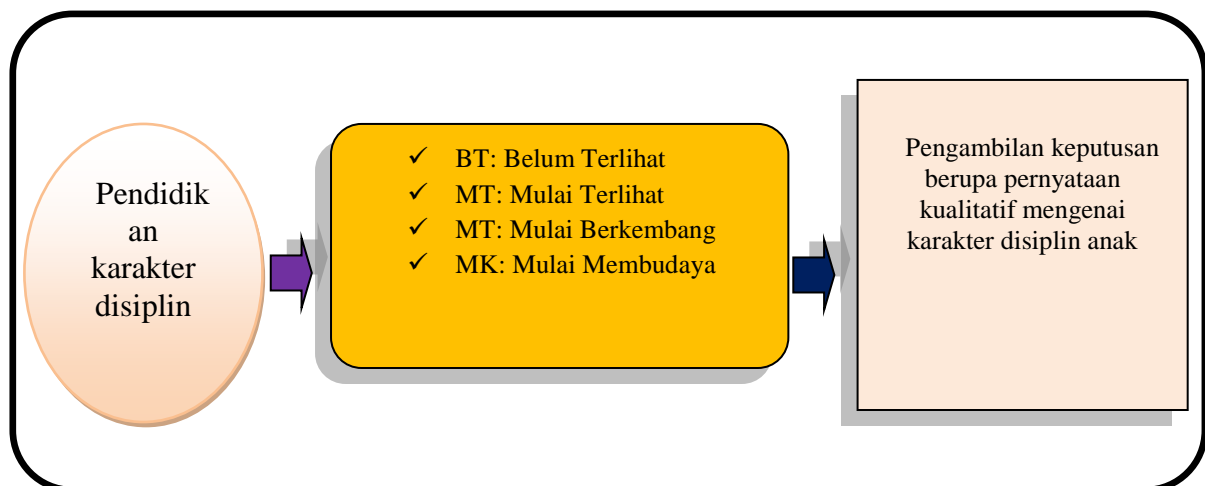 Pendidik
an
karakter
disiplin
✓ BT: Belum Terlihat
✓ MT: Mulai Terlihat
✓ MT: Mulai Berkembang
✓ MK: Mulai Membudaya
Pengambilan keputusan
berupa pernyataan
kualitatif mengenai
karakter disiplin anak